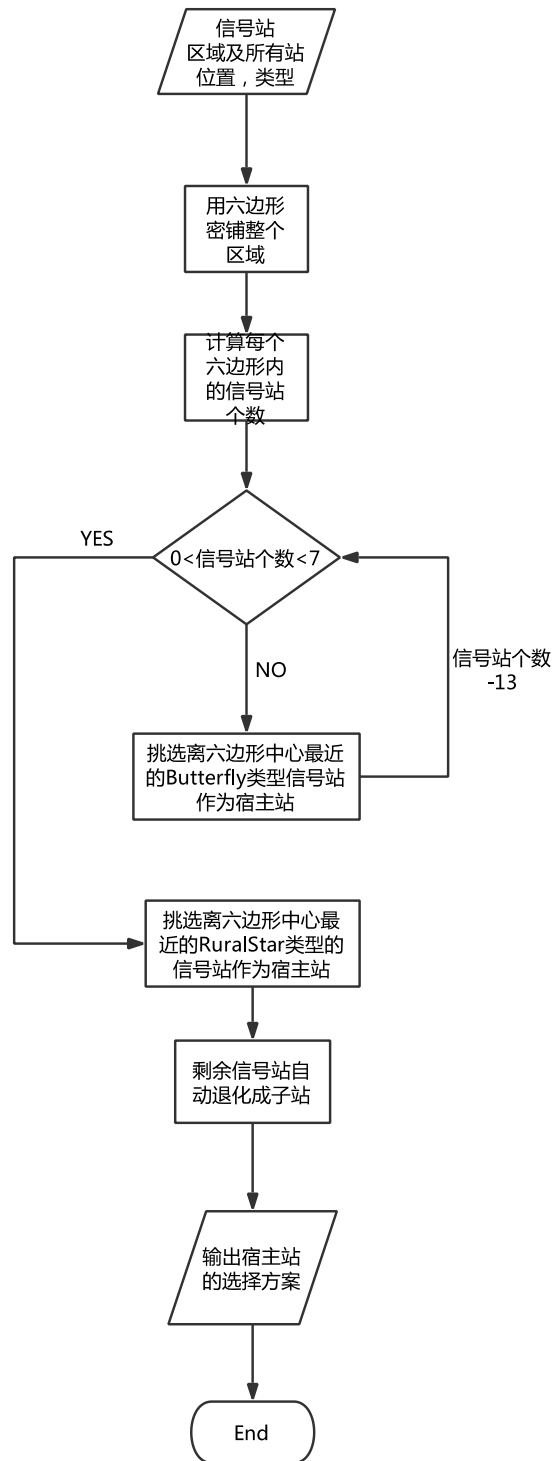 信号站
区域及所有站
位置，类型
用六边形
密铺整个
区域
计算每个
六边形内
的信号站
个数
0<信号站个数<7
YES
NO
信号站个数
-13
挑选离六边形中心最近
的Butterfly类型信号站
作为宿主站
挑选离六边形中心最
近的RuralStar类型的
信号站作为宿主站
剩余信号站自
动退化成子站
输出宿主站
的选择方案
End